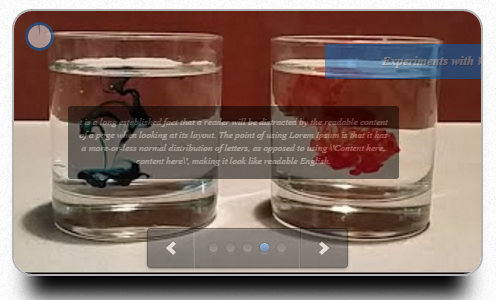 Experiments with
It is a long established fact that a reader will be distracted by the readable content
of a page when looking at its layout. The point of using Lorem Ipsum is that it has
a more-or-less normal distribution of letters, as opposed to using \'Content here,
content here\', making it look like readable English.